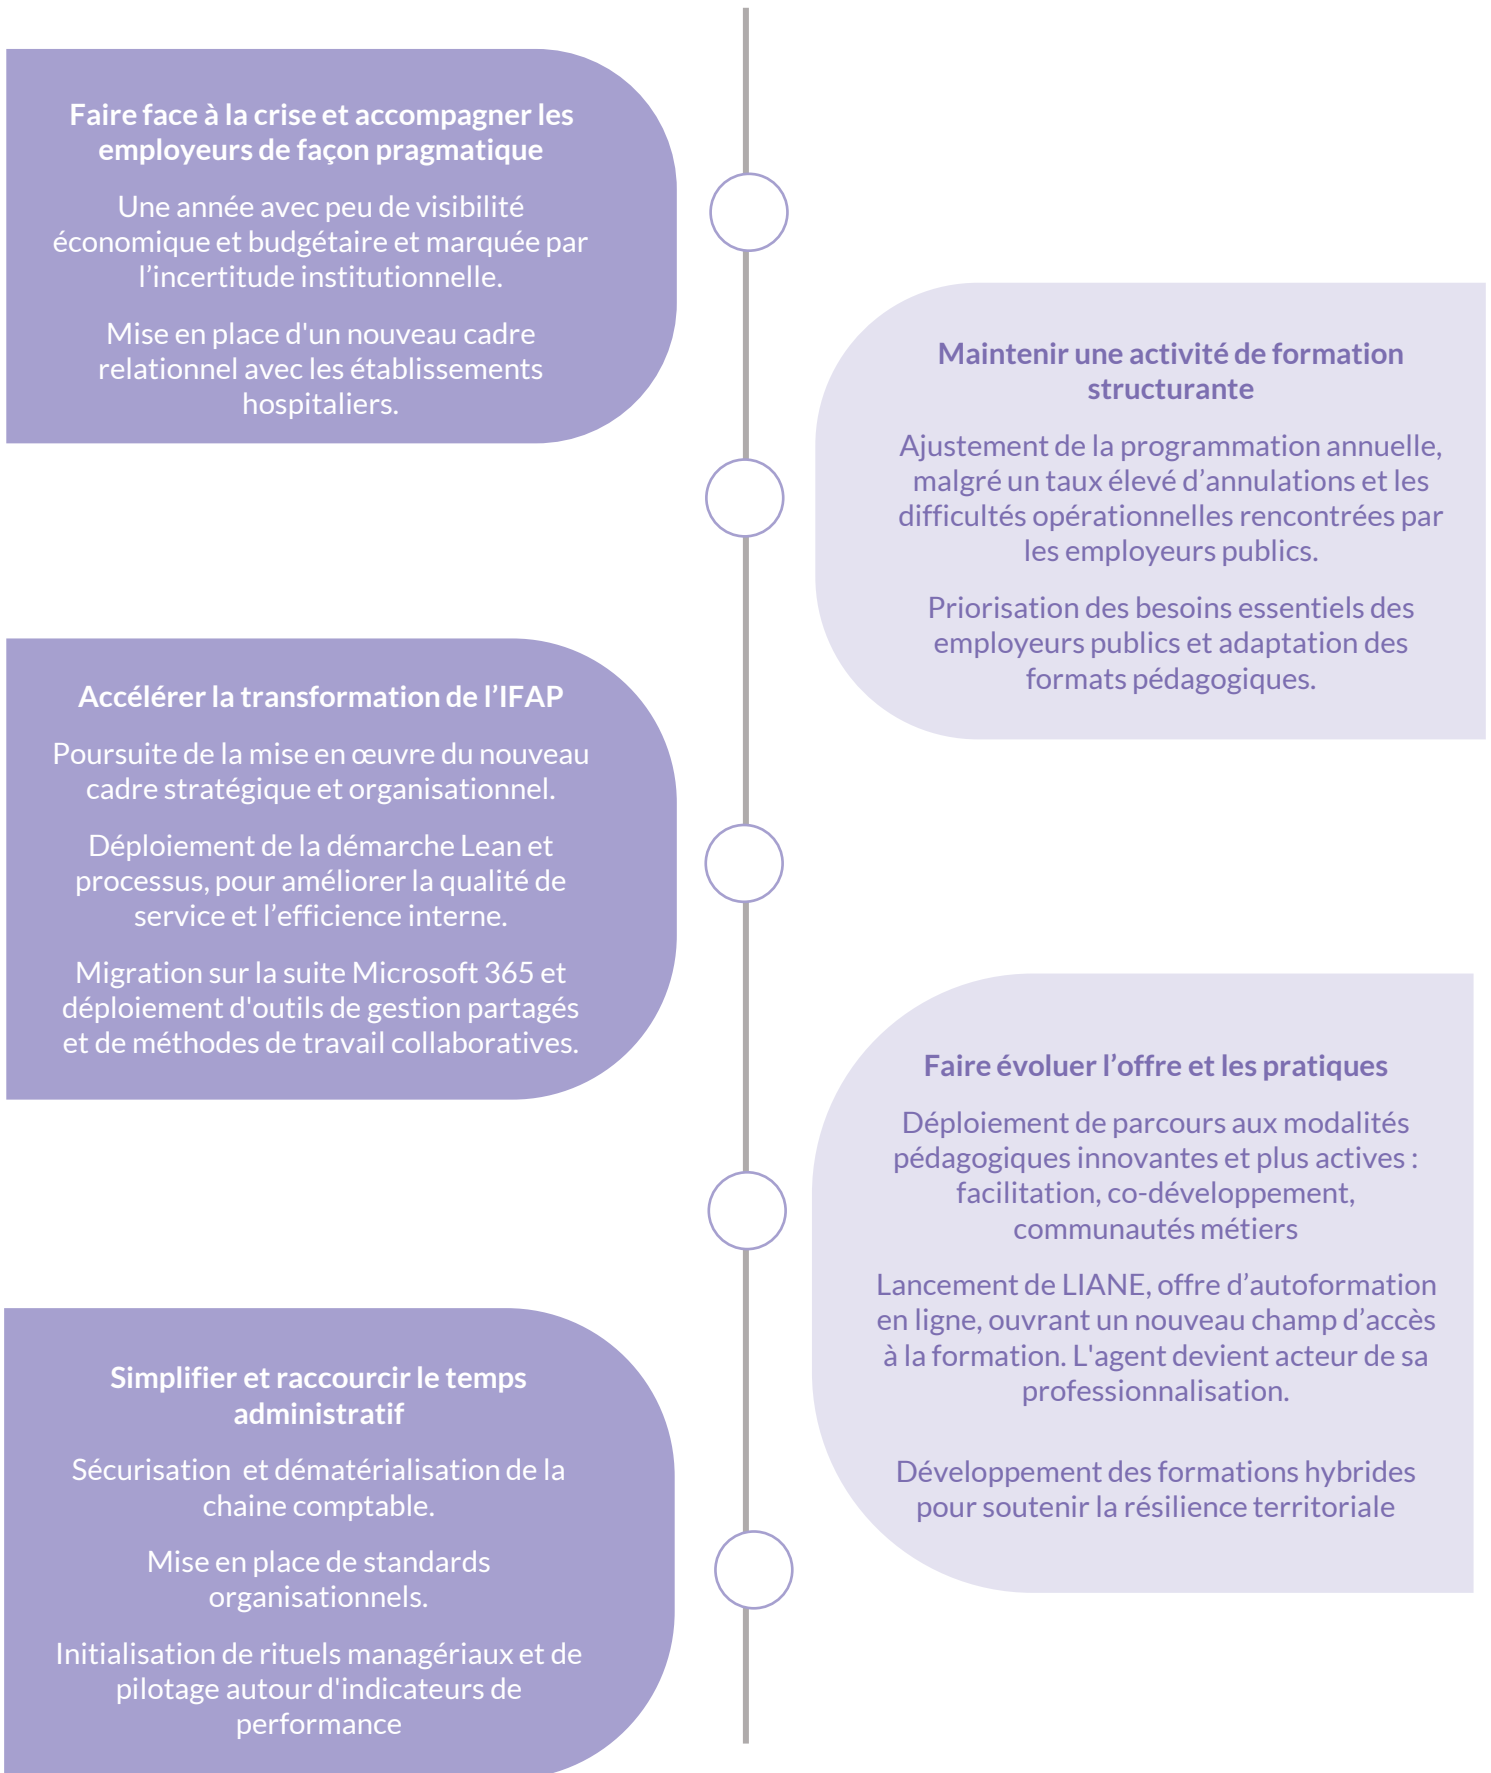 Faire face à la crise et accompagner les
employeurs de façon pragmatique
Une année avec peu de visibilité
économique et budgétaire et marquée par
l’incertitude institutionnelle.
Mise en place d'un nouveau cadre
relationnel avec les établissements
hospitaliers.
Maintenir une activité de formation
structurante
Ajustement de la programmation annuelle,
malgré un taux élevé d’annulations et les
difficultés opérationnelles rencontrées par
les employeurs publics.
Priorisation des besoins essentiels des
employeurs publics et adaptation des
formats pédagogiques.
Accélérer la transformation de l’IFAP
Poursuite de la mise en œuvre du nouveau
cadre stratégique et organisationnel.
Déploiement de la démarche Lean et
processus, pour améliorer la qualité de
service et l’efficience interne.
Migration sur la suite Microsoft 365 et
déploiement d'outils de gestion partagés
et de méthodes de travail collaboratives.
Faire évoluer l’offre et les pratiques
Déploiement de parcours aux modalités
pédagogiques innovantes et plus actives :
facilitation, co-développement,
communautés métiers
Lancement de LIANE, offre d’autoformation
en ligne, ouvrant un nouveau champ d’accès
à la formation. L'agent devient acteur de sa
professionnalisation.
Développement des formations hybrides
pour soutenir la résilience territoriale
Simplifier et raccourcir le temps
administratif
Sécurisation  et dématérialisation de la
chaine comptable.
Mise en place de standards
organisationnels.
Initialisation de rituels managériaux et de
pilotage autour d'indicateurs de
performance